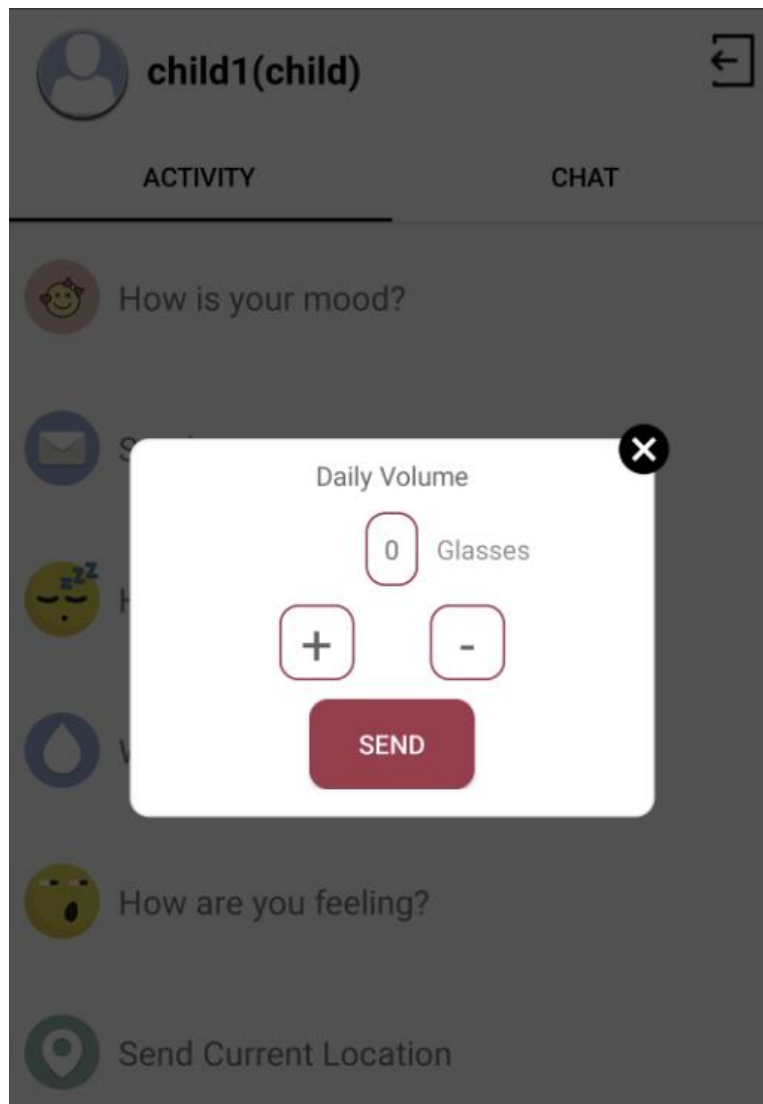 child1(child)
ACTIVITY
CHAT
How is your mood?
Daily Volume
0 Glasses
+
-
SEND
How are you feeling?
Send Current Location